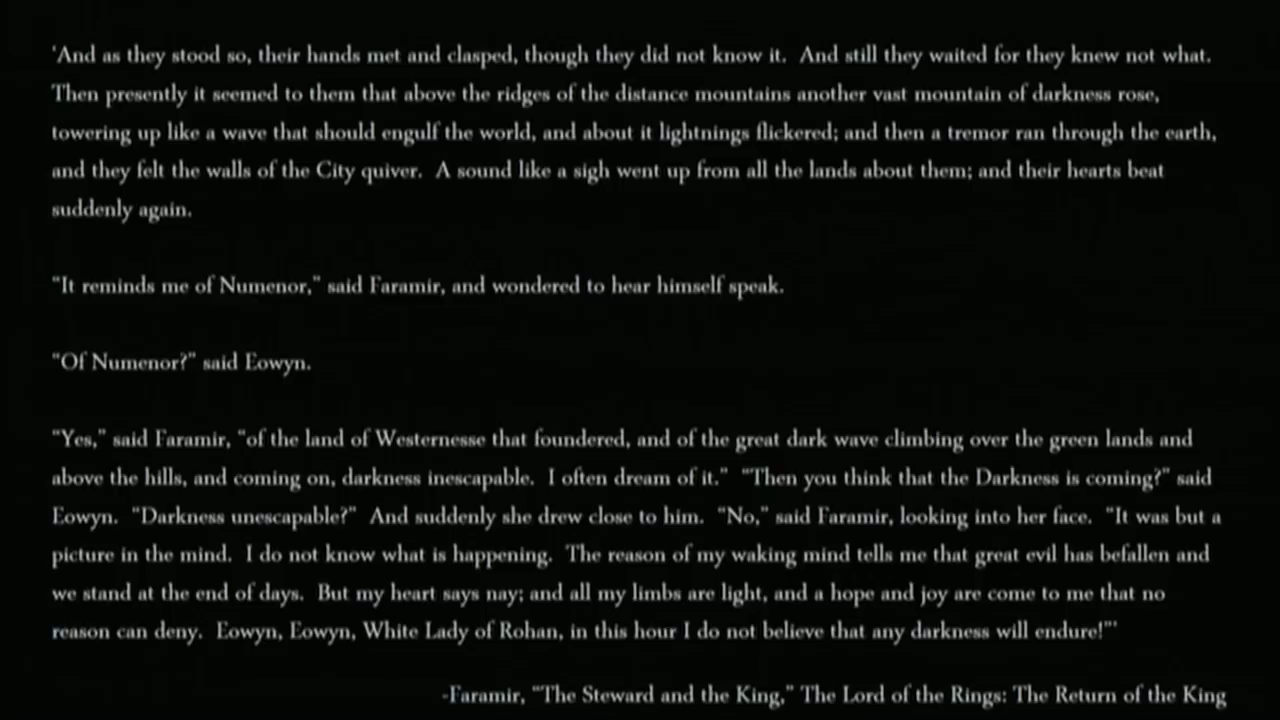 'And as they stood so, their hands met and clasped, though they did not know it.  And still they waited for they knew not what.
Then presently it seemed to them that above the ridges of the distance mountains another vast mountain of darkness rose,
towering up like a wave that should engulf the world, and about it lightnings flickered; and then a tremor ran through the earth,
and they felt the walls of the City quiver.  A sound like a sigh went up from all the lands about them; and their hearts beat
suddenly again.
"It reminds me of Numenor," said Faramir, and wondered to hear himself speak.
"Of Numenor?" said Eowyn.
"Yes," said Faramir, "of the land of Westernesse that foundered, and of the great dark wave climbing over the green lands and
above the hills, and coming on, darkness inescapable.  I often dream of it."  "Then you think that the Darkness is coming?" said
Eowyn.  "Darkness unescapable?"  And suddenly she drew close to him.  "No," said Faramir, looking into her face.  "It was but a
picture in the mind.  I do not know what is happening.  The reason of my waking mind tells me that great evil has befallen and
we stand at the end of days.  But my heart says nay; and all my limbs are light, and a hope and joy are come to me that no
reason can deny.  Eowyn, Eowyn, White Lady of Rohan, in this hour I do not believe that any darkness will endure!"'
-Faramir, "The Steward and the King," The Lord of the Rings: The Return of the King